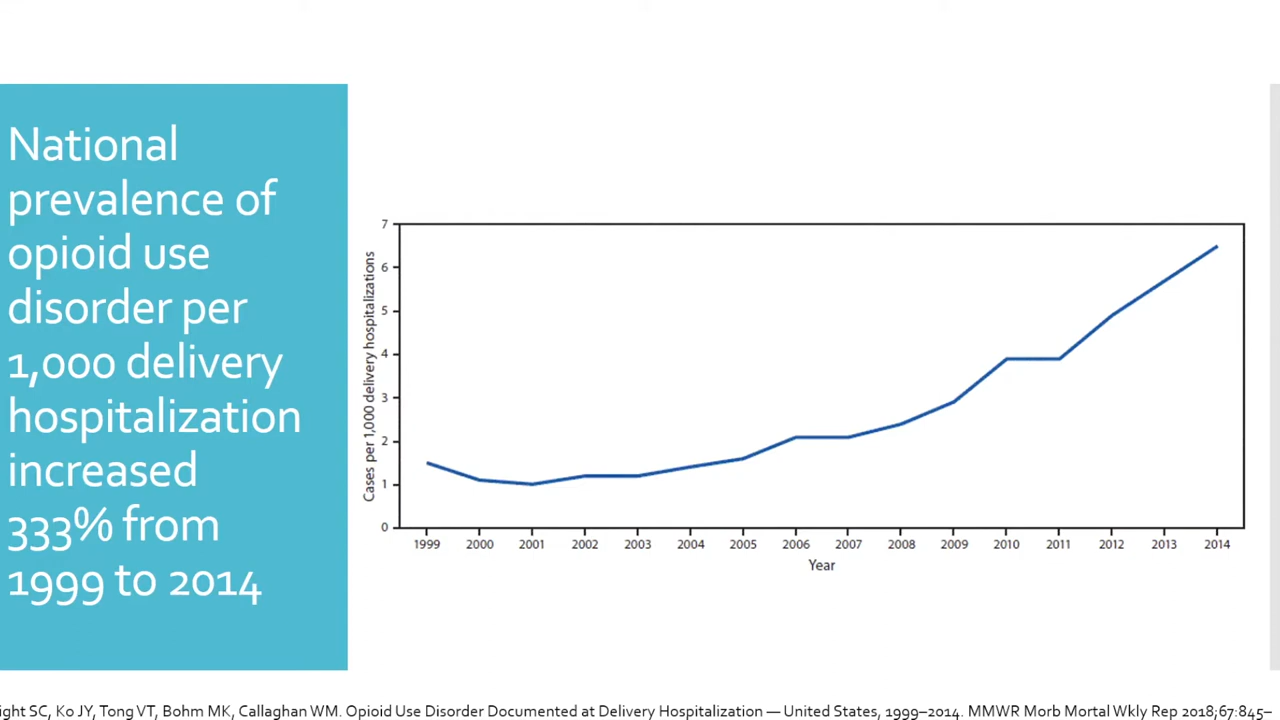 National
prevalence of
opioid use
disorder per
1,000 delivery
hospitalization
increased
333% from
1999 to 2014
7
6
5
4
3
2
1
0
Cases per 1,000 delivery hospitalizations
1999 2000 2001 2002 2003 2004 2005 2006 2007 2008 2009 2010 2011 2012 2013 2014
Year
ight SC, Ko JY, Tong VT, Bohm MK, Callaghan WM. Opioid Use Disorder Documented at Delivery Hospitalization — United States, 1999–2014. MMWR Morb Mortal Wkly Rep 2018;67:845–